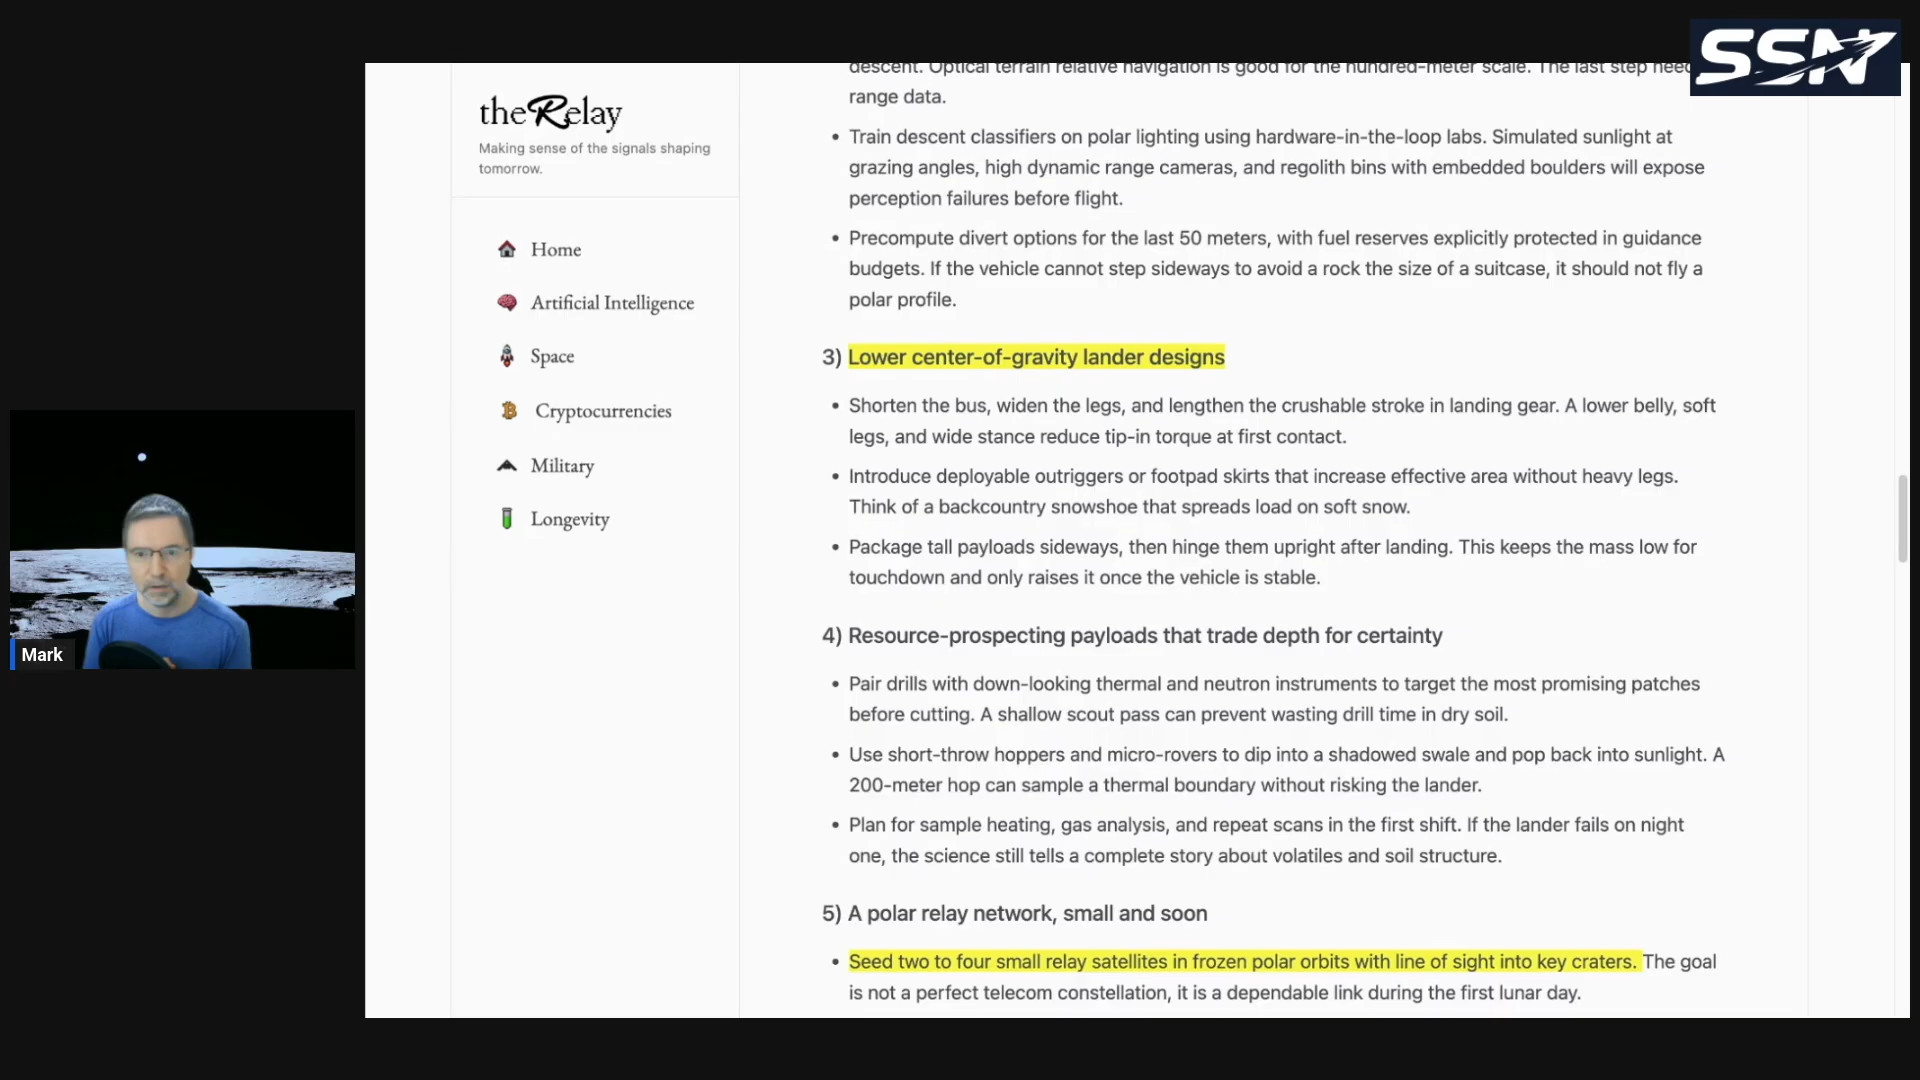 SSN
theRelay
Making sense of the signals shaping
tomorrow.
Home
Artificial Intelligence
Space
Cryptocurrencies
Military
Longevity
Mark
descent. Optical terrain relative navigation is good for the hundred-meter scale. The last step
range data.
• Train descent classifiers on polar lighting using hardware-in-the-loop labs. Simulated sunlight at
grazing angles, high dynamic range cameras, and regolith bins with embedded boulders will expose
perception failures before flight.
• Precompute divert options for the last 50 meters, with fuel reserves explicitly protected in guidance
budgets. If the vehicle cannot step sideways to avoid a rock the size of a suitcase, it should not fly a
polar profile.
3) Lower center-of-gravity lander designs
• Shorten the bus, widen the legs, and lengthen the crushable stroke in landing gear. A lower belly, soft
legs, and wide stance reduce tip-in torque at first contact.
• Introduce deployable outriggers or footpad skirts that increase effective area without heavy legs.
Think of a backcountry snowshoe that spreads load on soft snow.
• Package tall payloads sideways, then hinge them upright after landing. This keeps the mass low for
touchdown and only raises it once the vehicle is stable.
4) Resource-prospecting payloads that trade depth for certainty
• Pair drills with down-looking thermal and neutron instruments to target the most promising patches
before cutting. A shallow scout pass can prevent wasting drill time in dry soil.
• Use short-throw hoppers and micro-rovers to dip into a shadowed swale and pop back into sunlight. A
200-meter hop can sample a thermal boundary without risking the lander.
• Plan for sample heating, gas analysis, and repeat scans in the first shift. If the lander fails on night
one, the science still tells a complete story about volatiles and soil structure.
5) A polar relay network, small and soon
• Seed two to four small relay satellites in frozen polar orbits with line of sight into key craters. The goal
is not a perfect telecom constellation, it is a dependable link during the first lunar day.